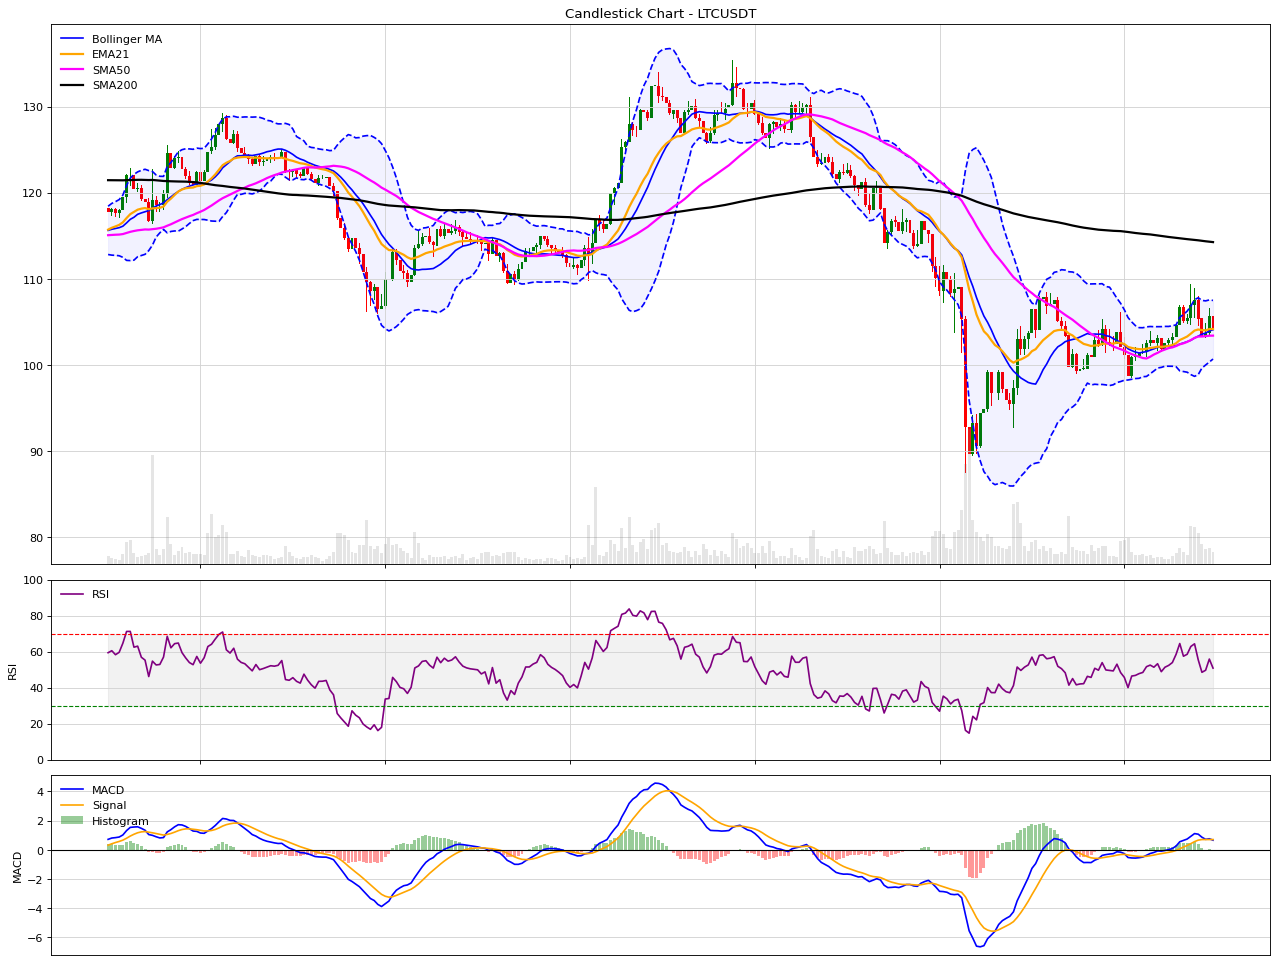 Candlestick Chart - LTCUSDT
Bollinger MA
EMA21
SMA50
SMA200
130
120
110
100
90
80
RSI
100
80
60
40
20
0
RSI
MACD
Signal
Histogram
4
2
0
−2
−4
−6
MACD